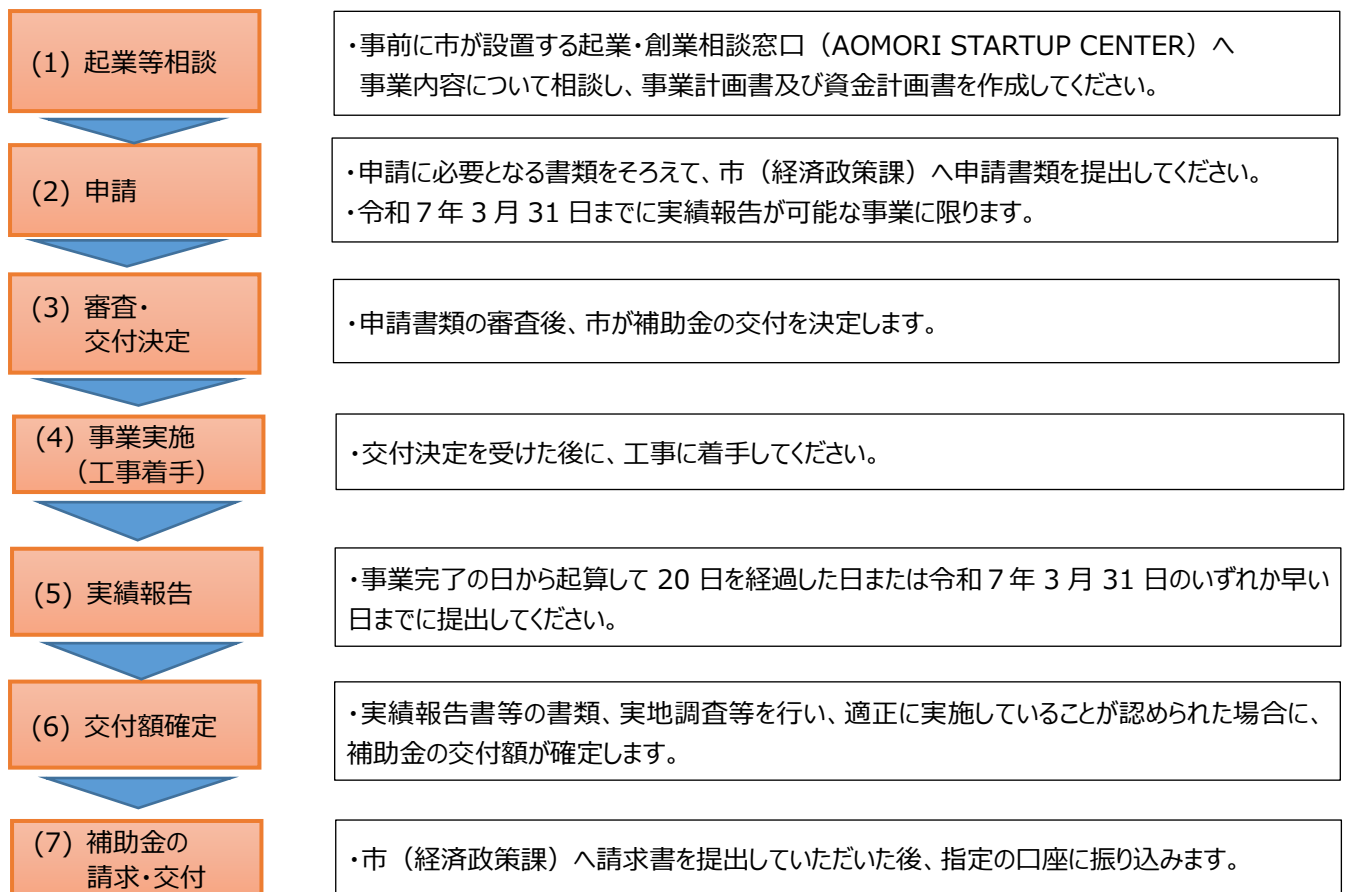 (1) 起業等相談
・事前に市が設置する起業・創業相談窓口（AOMORI STARTUP CENTER）へ
事業内容について相談し、事業計画書及び資金計画書を作成してください。
(2) 申請
・申請に必要となる書類をそろえて、市（経済政策課）へ申請書類を提出してください。
・令和７年 3 月 31 日までに実績報告が可能な事業に限ります。
(3) 審査・
交付決定
・申請書類の審査後、市が補助金の交付を決定します。
(4) 事業実施
（工事着手）
・交付決定を受けた後に、工事に着手してください。
(5) 実績報告
・事業完了の日から起算して 20 日を経過した日または令和７年 3 月 31 日のいずれか早い
日までに提出してください。
(6) 交付額確定
・実績報告書等の書類、実地調査等を行い、適正に実施していることが認められた場合に、
補助金の交付額が確定します。
(7) 補助金の
請求・交付
・市（経済政策課）へ請求書を提出していただいた後、指定の口座に振り込みます。